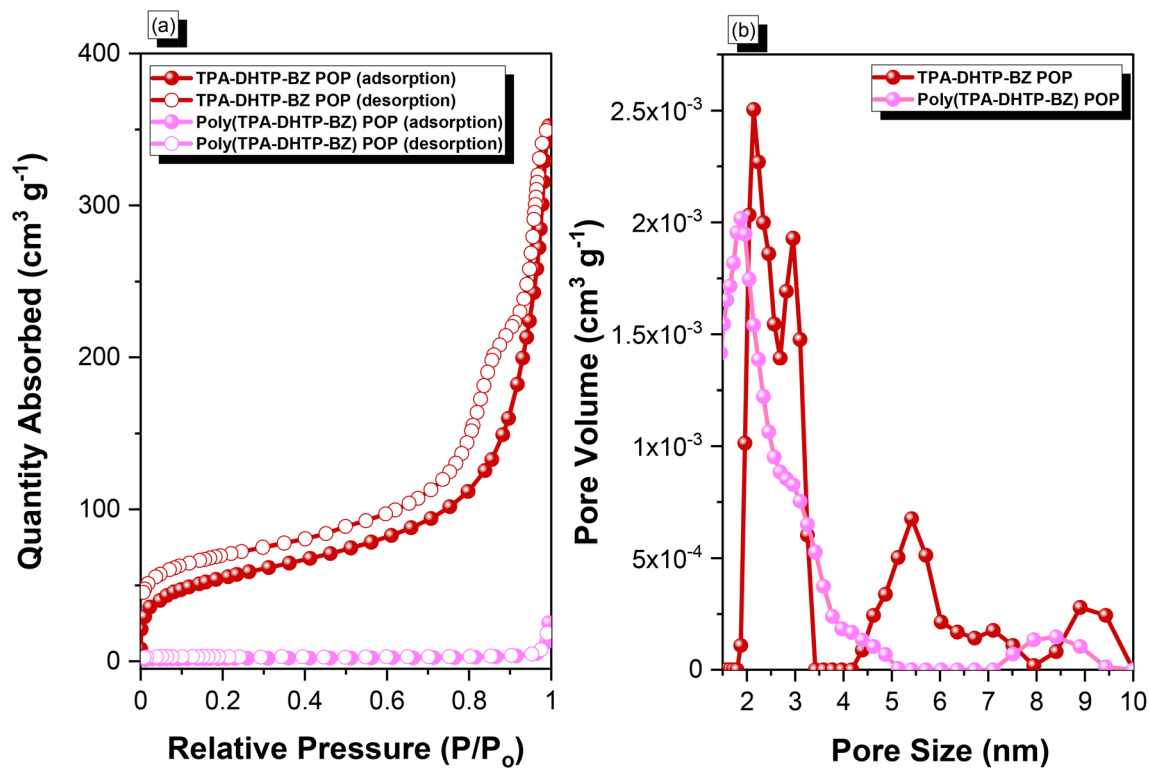 (a)
400
300
200
100
0
0
0.2
0.4
0.6
0.8
1
TPA-DHTP-BZ POP (adsorption)
TPA-DHTP-BZ POP (desorption)
Poly(TPA-DHTP-BZ) POP (adsorption)
Poly(TPA-DHTP-BZ) POP (desorption)
Quantity Absorbed (cm³ g⁻¹)
Relative Pressure (P/Pₒ)
(b)
TPA-DHTP-BZ POP
Poly(TPA-DHTP-BZ) POP
2.5x10⁻³
2x10⁻³
1.5x10⁻³
1x10⁻³
5x10⁻⁴
0
2
3
4
5
6
7
8
9
10
Pore Volume (cm³ g⁻¹)
Pore Size (nm)